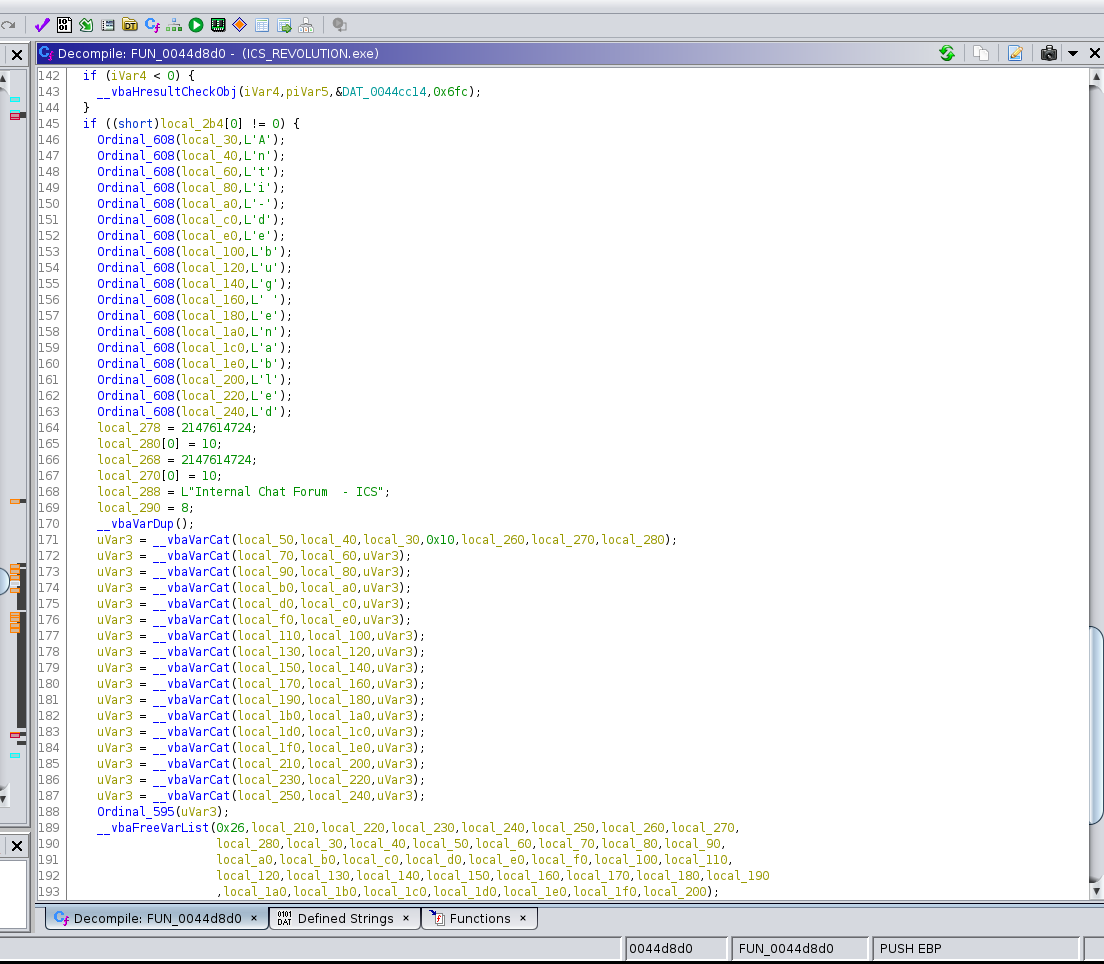 Decompile: FUN_0044d8d0 - (ICS_REVOLUTION.exe)
142 if (iVar4 < 0) {
143 __vbaHresultCheckObj(iVar4,piVar5,&DAT_0044cc14,0x6fc);
144 }
145 if ((short)local_2b4[0] != 0) {
146 Ordinal_608(local_30,L'A');
147 Ordinal_608(local_40,L'n');
148 Ordinal_608(local_60,L't');
149 Ordinal_608(local_80,L'i');
150 Ordinal_608(local_a0,L'-');
151 Ordinal_608(local_c0,L'd');
152 Ordinal_608(local_e0,L'e');
153 Ordinal_608(local_100,L'b');
154 Ordinal_608(local_120,L'u');
155 Ordinal_608(local_140,L'g');
156 Ordinal_608(local_160,L' ');
157 Ordinal_608(local_180,L'e');
158 Ordinal_608(local_1a0,L'n');
159 Ordinal_608(local_1c0,L'a');
160 Ordinal_608(local_1e0,L'b');
161 Ordinal_608(local_200,L'l');
162 Ordinal_608(local_220,L'e');
163 Ordinal_608(local_240,L'd');
164 local_278 = 2147614724;
165 local_280[0] = 10;
166 local_268 = 2147614724;
167 local_270[0] = 10;
168 local_288 = L"Internal Chat Forum  - ICS";
169 local_290 = 8;
170 __vbaVarDup();
171 uVar3 = __vbaVarCat(local_50,local_40,local_30,0x10,local_260,local_270,local_280);
172 uVar3 = __vbaVarCat(local_70,local_60,uVar3);
173 uVar3 = __vbaVarCat(local_90,local_80,uVar3);
174 uVar3 = __vbaVarCat(local_b0,local_a0,uVar3);
175 uVar3 = __vbaVarCat(local_d0,local_c0,uVar3);
176 uVar3 = __vbaVarCat(local_f0,local_e0,uVar3);
177 uVar3 = __vbaVarCat(local_110,local_100,uVar3);
178 uVar3 = __vbaVarCat(local_130,local_120,uVar3);
179 uVar3 = __vbaVarCat(local_150,local_140,uVar3);
180 uVar3 = __vbaVarCat(local_170,local_160,uVar3);
181 uVar3 = __vbaVarCat(local_190,local_180,uVar3);
182 uVar3 = __vbaVarCat(local_1b0,local_1a0,uVar3);
183 uVar3 = __vbaVarCat(local_1d0,local_1c0,uVar3);
184 uVar3 = __vbaVarCat(local_1f0,local_1e0,uVar3);
185 uVar3 = __vbaVarCat(local_210,local_200,uVar3);
186 uVar3 = __vbaVarCat(local_230,local_220,uVar3);
187 uVar3 = __vbaVarCat(local_250,local_240,uVar3);
188 Ordinal_595(uVar3);
189 __vbaFreeVarList(0x26,local_210,local_220,local_230,local_240,local_250,local_260,local_270,
190 local_280,local_30,local_40,local_50,local_60,local_70,local_80,local_90,
191 local_a0,local_b0,local_c0,local_d0,local_e0,local_f0,local_100,local_110,
192 local_120,local_130,local_140,local_150,local_160,local_170,local_180,local_190
193 ,local_1a0,local_1b0,local_1c0,local_1d0,local_1e0,local_1f0,local_200);
Decompile: FUN_0044d8d0 × Defined Strings × Functions ×
0044d8d0 FUN_0044d8d0 PUSH EBP